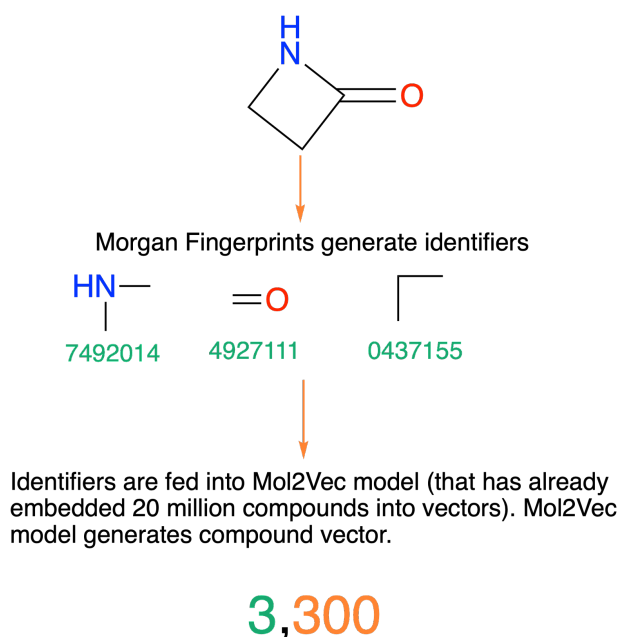 H
N
O
Morgan Fingerprints generate identifiers
HN O
7492014 4927111 0437155
Identifiers are fed into Mol2Vec model (that has already
embedded 20 million compounds into vectors). Mol2Vec
model generates compound vector.
3,300